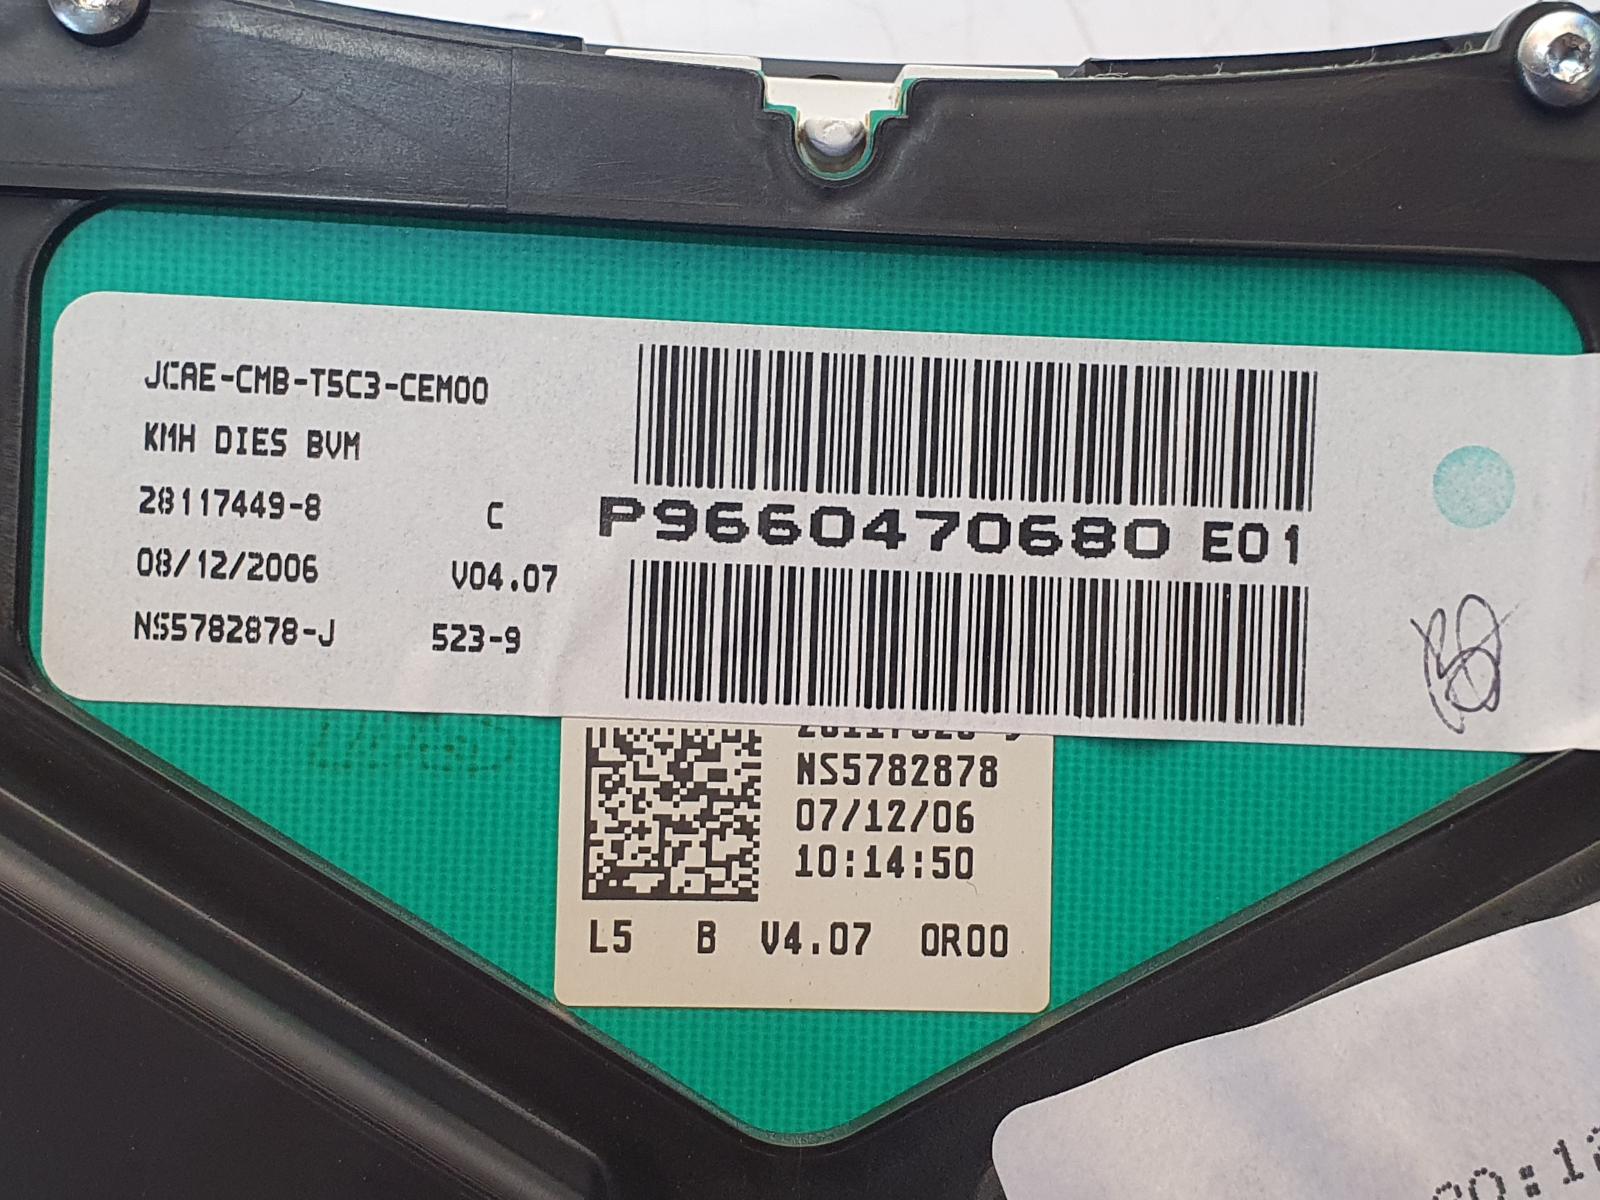 JCAE-CMB-T5C3-CEM00
KMH DIES BVM
28117449-8 C
08/12/2006 V04.07
NS5782878-J 523-9
P9660470680 E01
NS5782878
07/12/06
10:14:50
L5 B V4.07 0R00